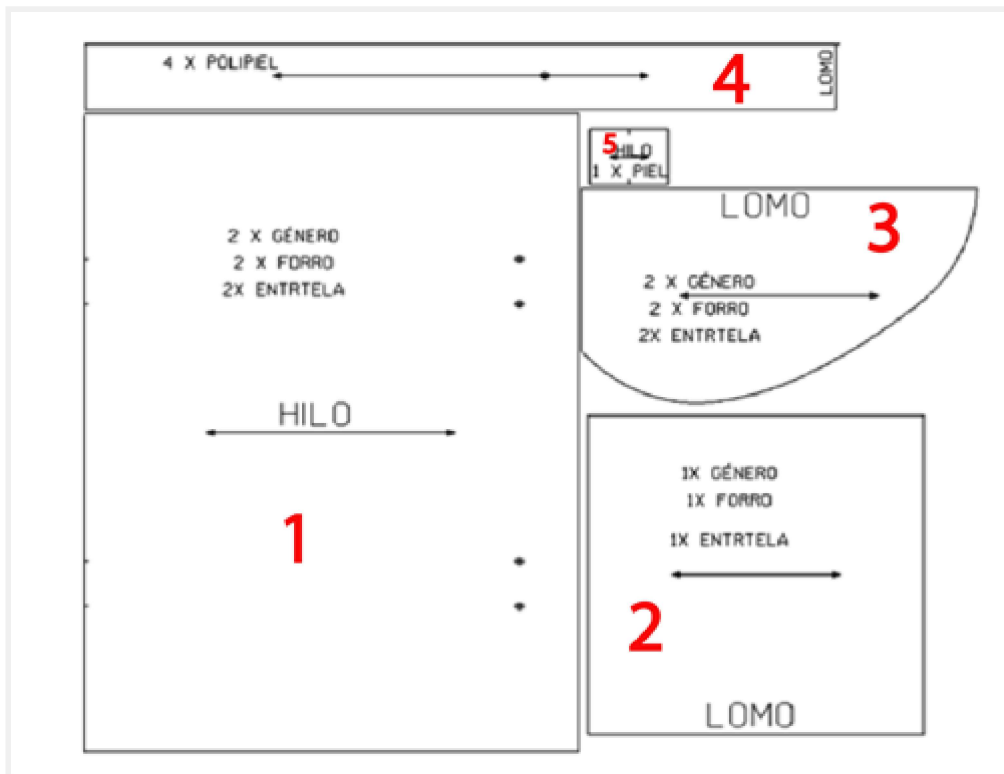 4 X POLIPIEL
LOMO
4
5
HILO
1 X PIEL
LOMO
3
2 X GÉNERO
2 X FORRO
2X ENTRTELA
2 X GÉNERO
2 X FORRO
2X ENTRTELA
HILO
1
1X GÉNERO
1X FORRO
1X ENTRTELA
2
LOMO